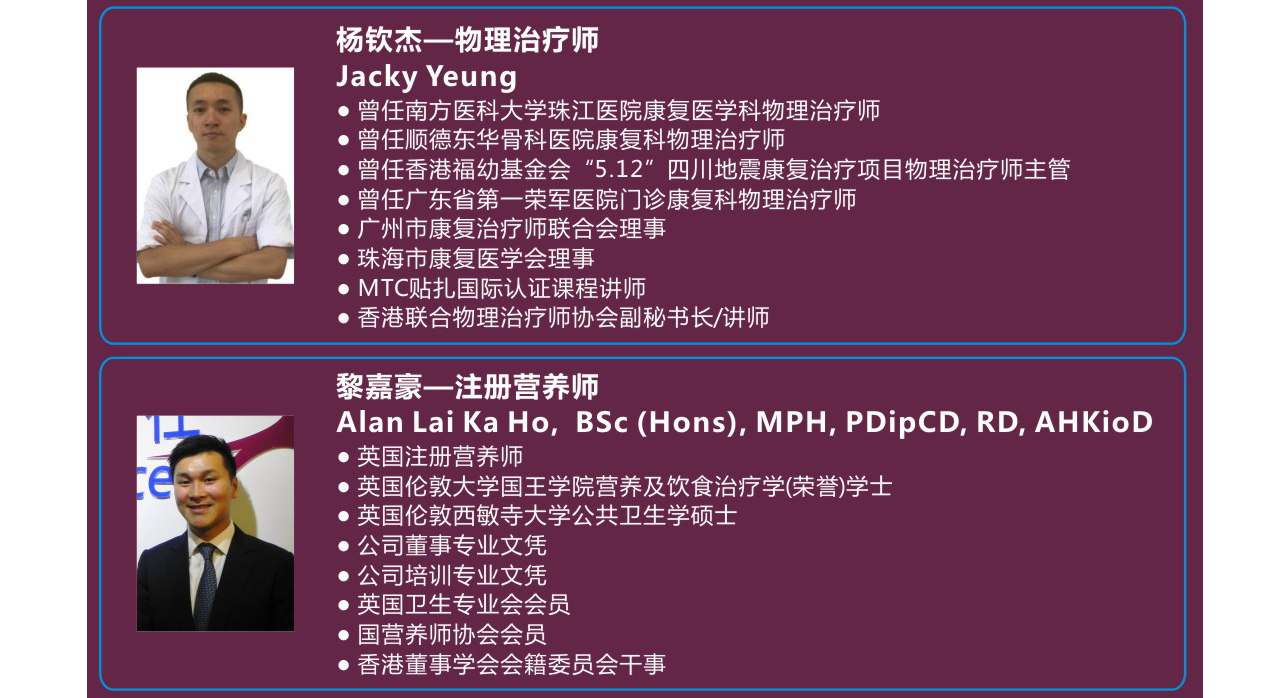 杨钦杰—物理治疗师
Jacky Yeung
● 曾任南方医科大学珠江医院康复医学科物理治疗师
● 曾任顺德东华骨科医院康复科物理治疗师
● 曾任香港福幼基金会“5.12”四川地震康复治疗项目物理治疗师主管
● 曾任广东省第一荣军医院门诊康复科物理治疗师
● 广州市康复治疗师联合会理事
● 珠海市康复医学会理事
● MTC贴扎国际认证课程讲师
● 香港联合物理治疗师协会副秘书长/讲师
黎嘉豪—注册营养师
Alan Lai Ka Ho, BSc (Hons), MPH, PDipCD, RD, AHKioD
● 英国注册营养师
● 英国伦敦大学国王学院营养及饮食治疗学(荣誉)学士
● 英国伦敦西敏寺大学公共卫生学硕士
● 公司董事专业文凭
● 公司培训专业文凭
● 英国卫生专业会会员
● 国营养师协会会员
● 香港董事学会会籍委员会干事